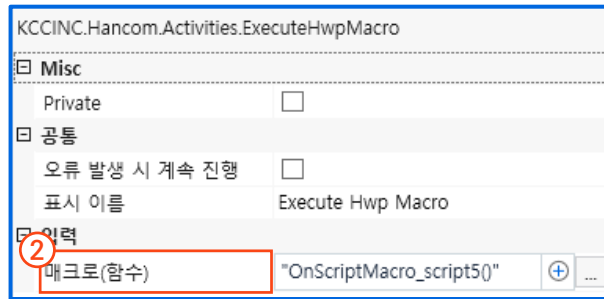 KCCINC.Hancom.Activities.ExecuteHwpMacro
Misc
Private
공통
오류 발생 시 계속 진행
표시 이름 Execute Hwp Macro
입력
② 매크로(함수) "OnScriptMacro_script5()" ...